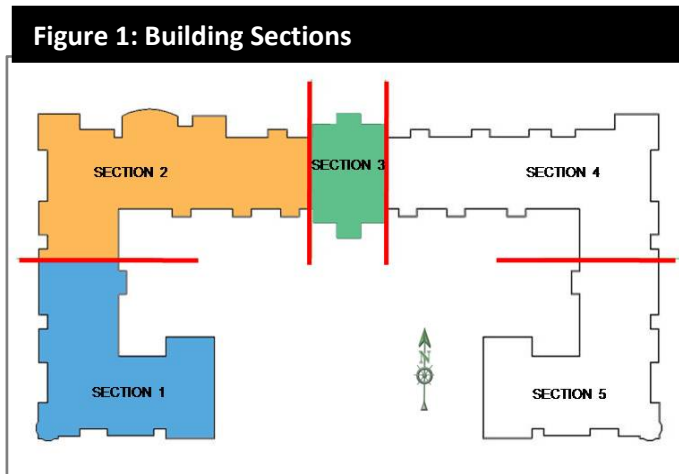 Figure 1: Building Sections
SECTION 2
SECTION 3
SECTION 4
N
SECTION 1
SECTION 5